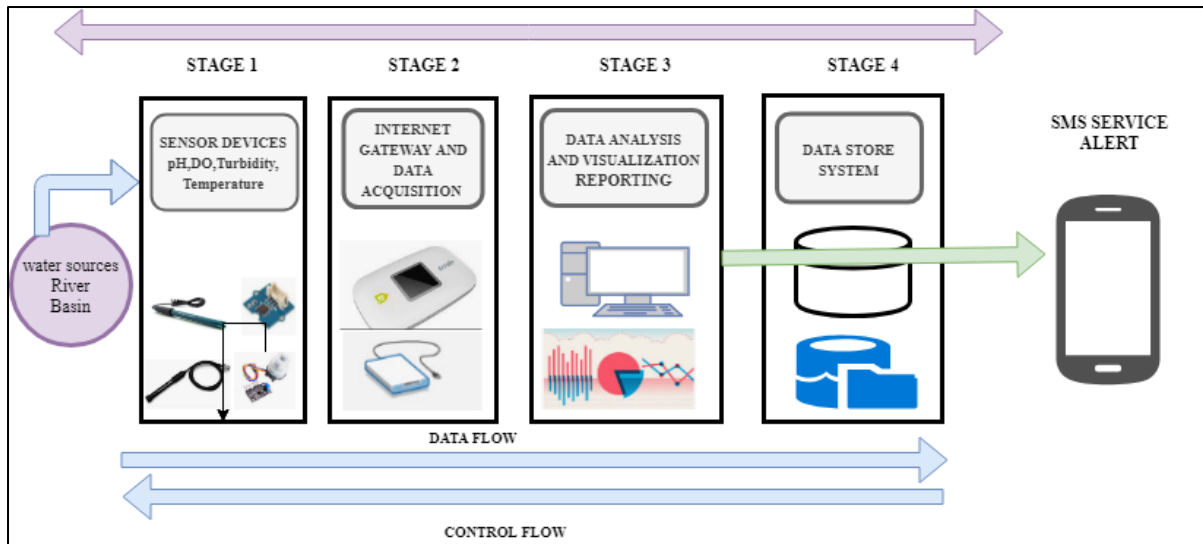 STAGE 1
STAGE 2
STAGE 3
STAGE 4
SENSOR DEVICES
pH,DO,Turbidity,
Temperature
INTERNET
GATEWAY AND
DATA
ACQUISITION
DATA ANALYSIS
AND VISUALIZATION
REPORTING
DATA STORE
SYSTEM
SMS SERVICE
ALERT
water sources
River
Basin
DATA FLOW
CONTROL FLOW